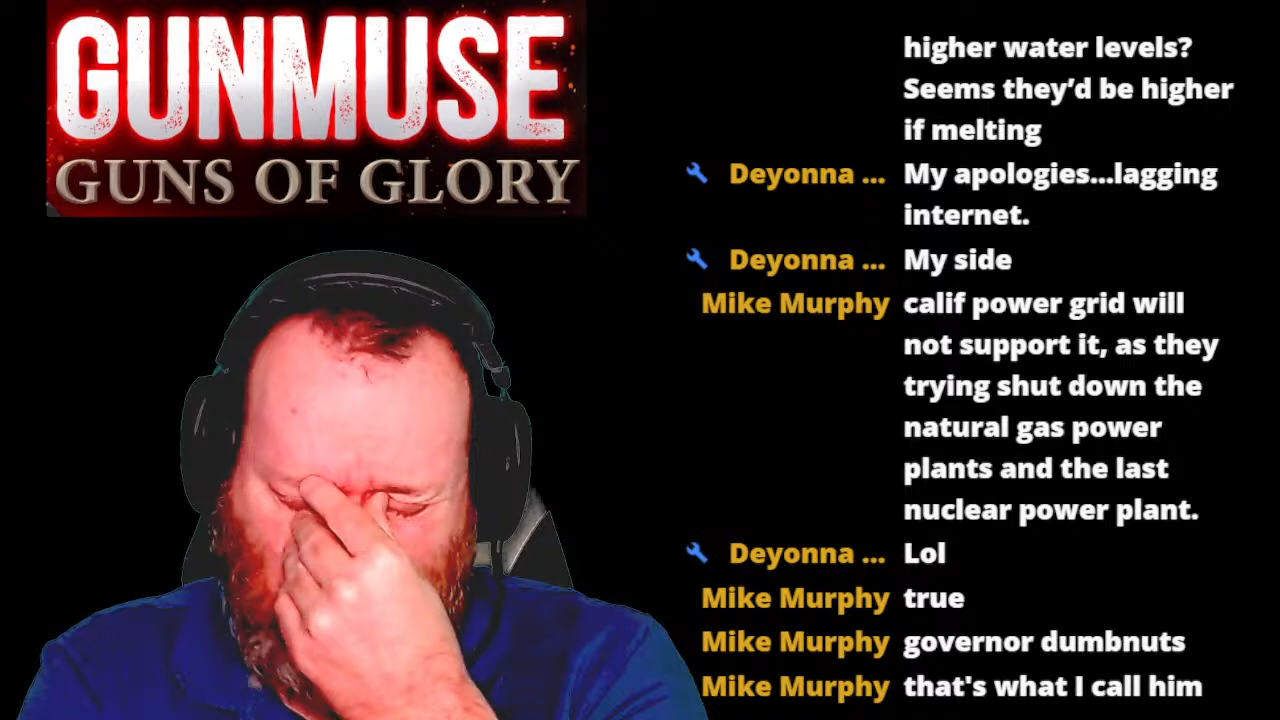 GUNMUSE
GUNS OF GLORY
higher water levels?
Seems they’d be higher
if melting
Deyonna ... My apologies...lagging
internet.
Deyonna ... My side
Mike Murphy calif power grid will
not support it, as they
trying shut down the
natural gas power
plants and the last
nuclear power plant.
Deyonna ... Lol
Mike Murphy true
Mike Murphy governor dumbnuts
Mike Murphy that's what I call him